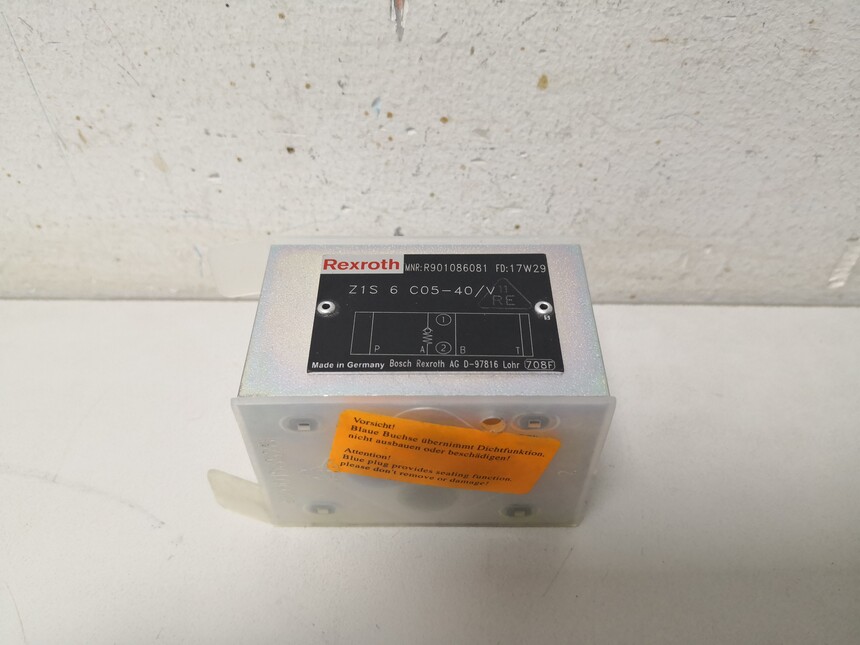 Rexroth MNR:R901086081 FD:17W29
Z1S 6 C05-40/V
11
RE
1
P A 2 B T
Made in Germany Bosch Rexroth AG D-97816 Lohr 708F
Vorsicht!
Blaue Buchse übernimmt Dichtfunktion,
nicht ausbauen oder beschädigen!
Attention!
Blue plug provides sealing function,
please don't remove or damage!